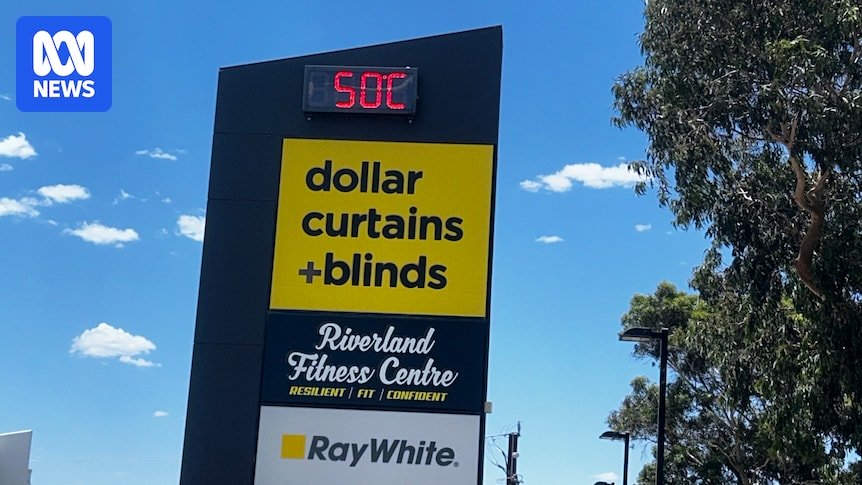 ABC
NEWS
50C
dollar
curtains
+blinds
Riverland
Fitness Centre
RESILIENT | FIT | CONFIDENT
RayWhite.